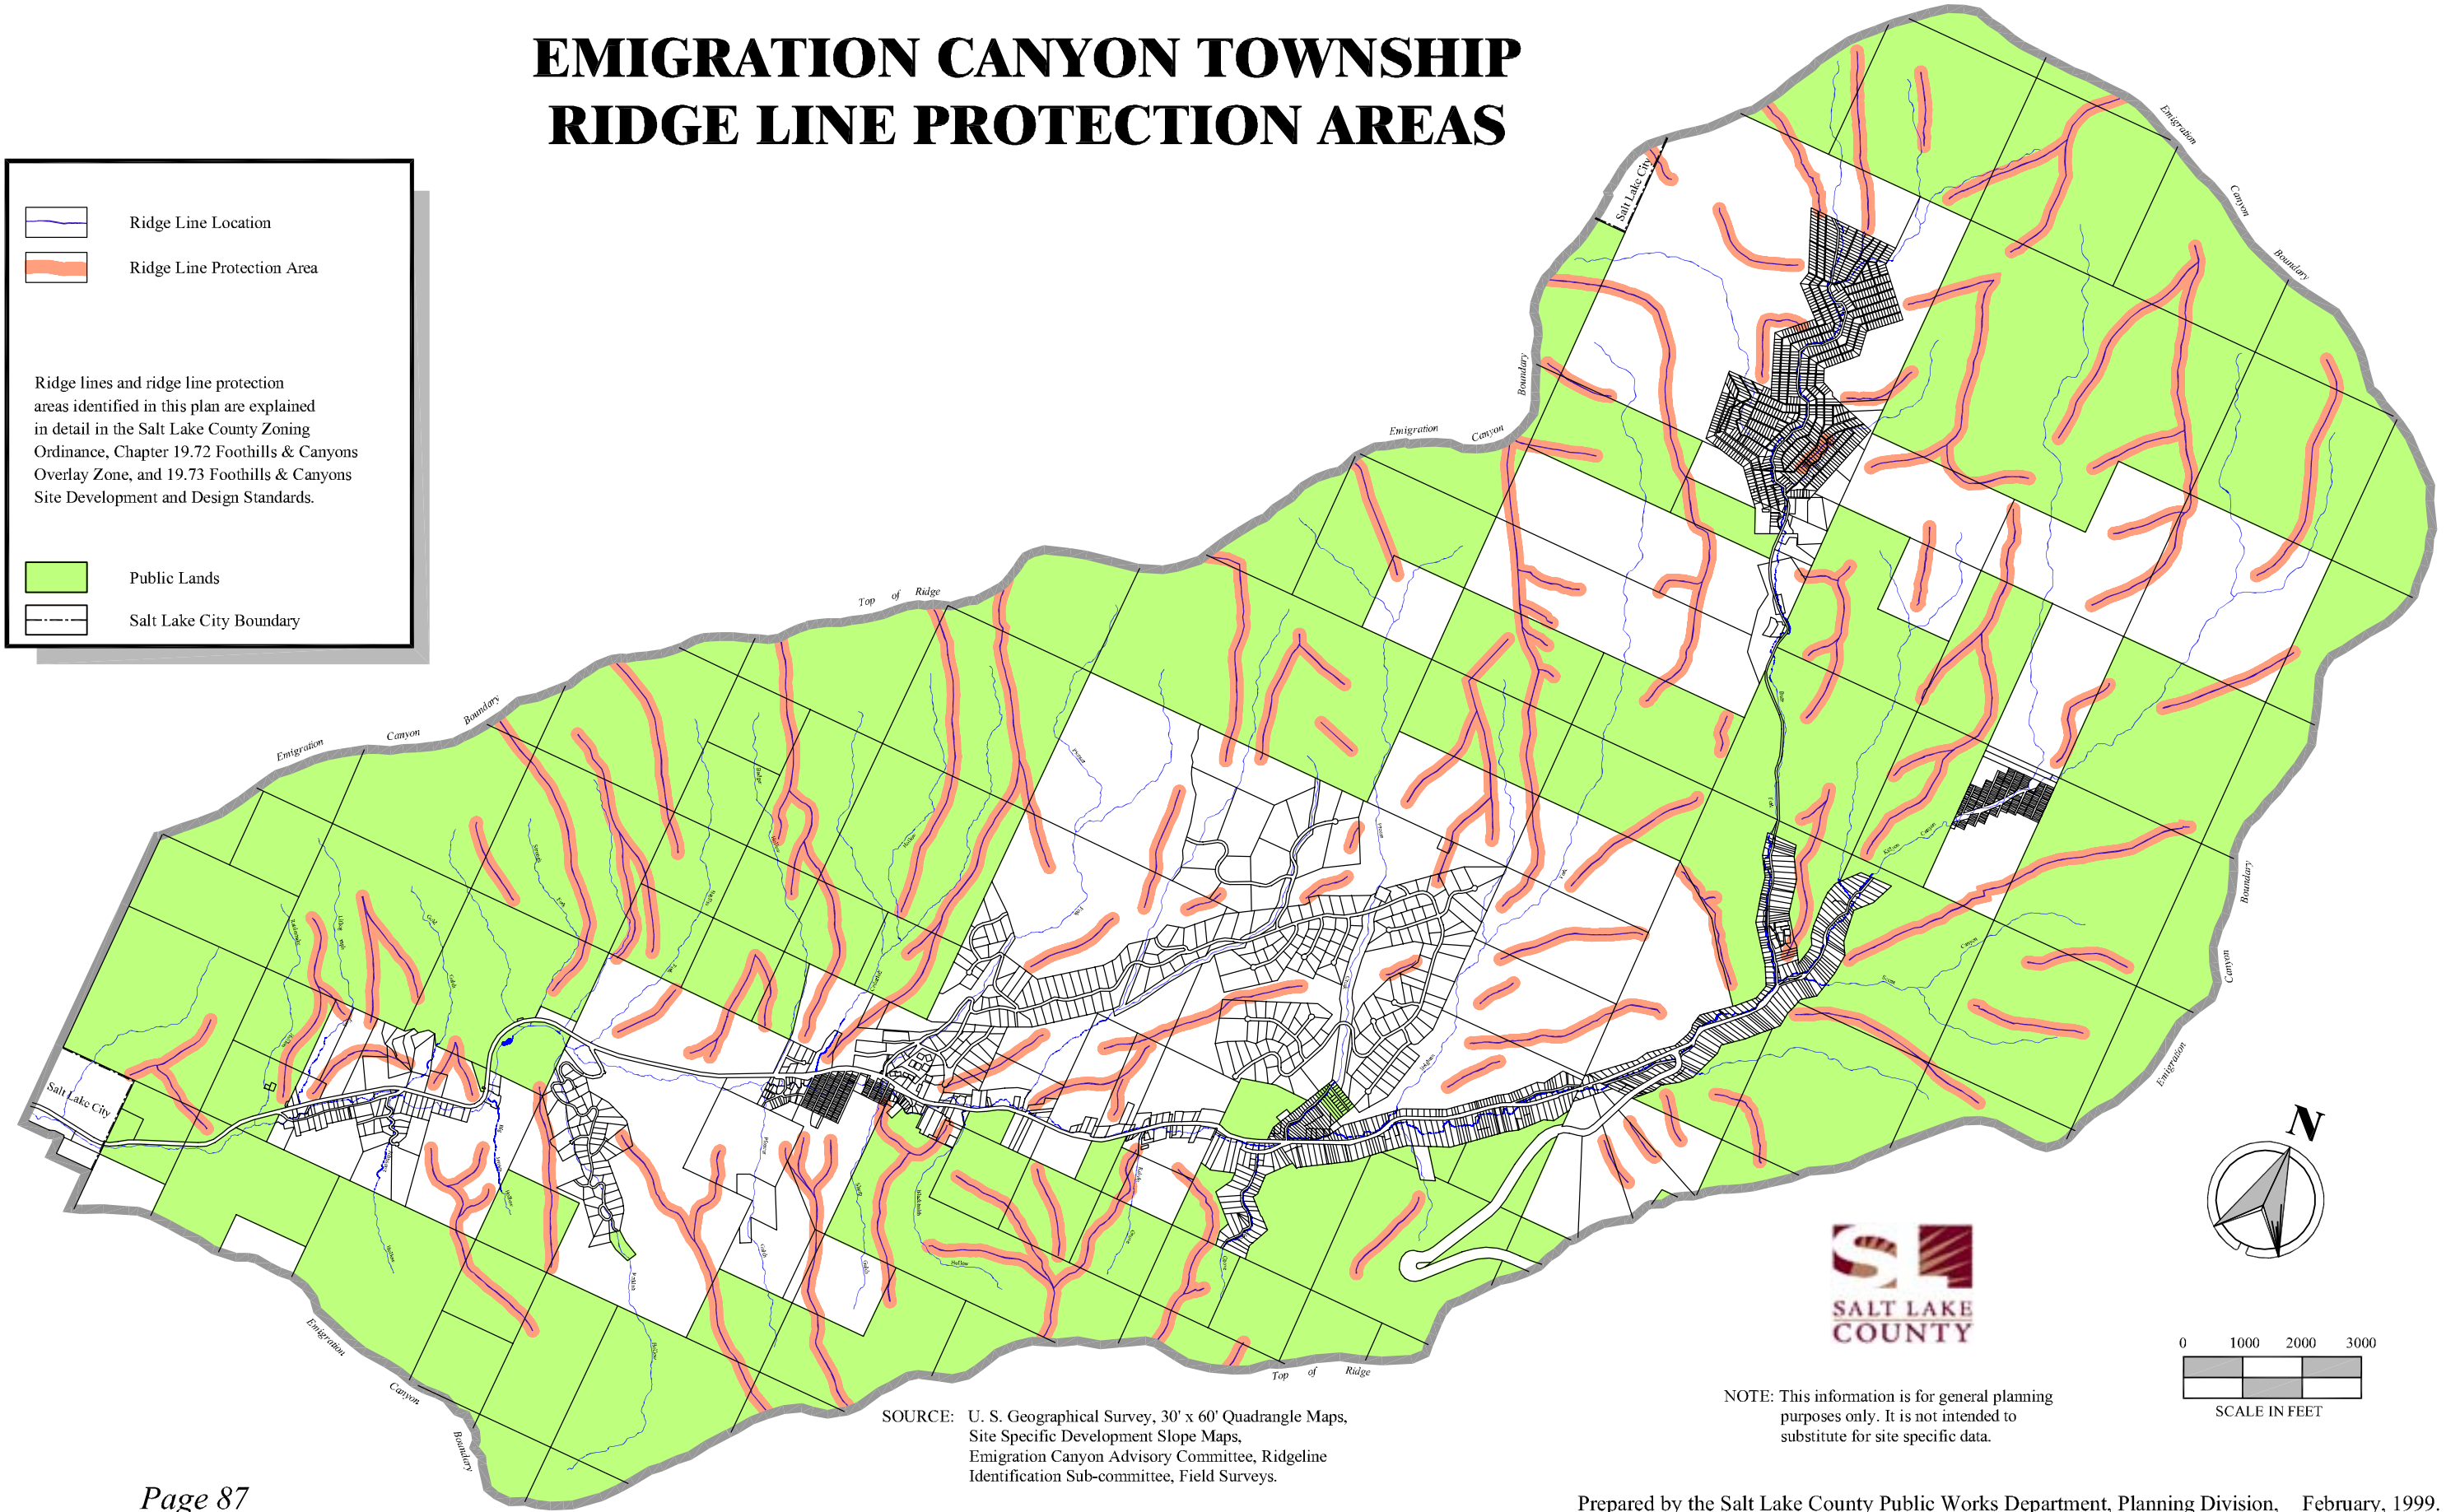 EMIGRATION CANYON TOWNSHIP
RIDGE LINE PROTECTION AREAS
Ridge Line Location
Ridge Line Protection Area
Ridge lines and ridge line protection
areas identified in this plan are explained
in detail in the Salt Lake County Zoning
Ordinance, Chapter 19.72 Foothills & Canyons
Overlay Zone, and 19.73 Foothills & Canyons
Site Development and Design Standards.
Public Lands
Salt Lake City Boundary
Emigration
Canyon
Boundary
Salt Lake City
Boundary
Emigration
Canyon
Top of Ridge
Boundary
Canyon
Emigration
Salt Lake City
Boundary
Canyon
Emigration
Emigration
Canyon
Boundary
Top of Ridge
Burr
Fork
Killyon
Canyon
Canyon
N
SALT LAKE
COUNTY
0 1000 2000 3000
SCALE IN FEET
NOTE: This information is for general planning
purposes only. It is not intended to
substitute for site specific data.
SOURCE: U. S. Geographical Survey, 30' x 60' Quadrangle Maps,
Site Specific Development Slope Maps,
Emigration Canyon Advisory Committee, Ridgeline
Identification Sub-committee, Field Surveys.
Page 87
Prepared by the Salt Lake County Public Works Department, Planning Division, February, 1999.